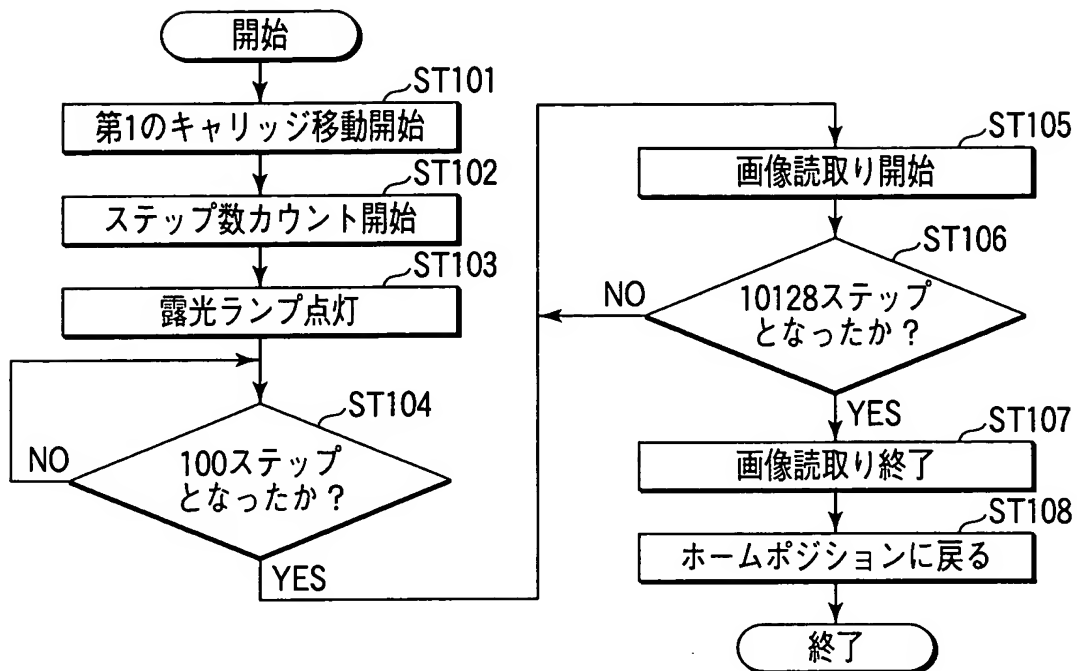 開始
ST101
第1のキャリッジ移動開始
ST102
ステップ数カウント開始
ST103
露光ランプ点灯
ST104
100ステップ
となったか?
NO
YES
ST105
画像読取り開始
ST106
10128ステップ
となったか?
NO
YES
ST107
画像読取り終了
ST108
ホームポジションに戻る
終了